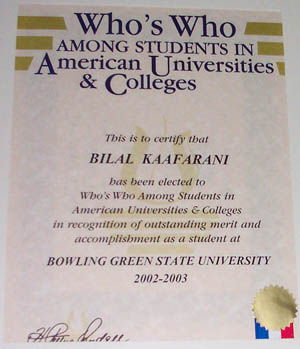 Who's Who
AMONG STUDENTS IN
American Universities
& Colleges
This is to certify that
BILAL KAAFARANI
has been elected to
Who's Who Among Students in
American Universities & Colleges
in recognition of outstanding merit and
accomplishment as a student at
BOWLING GREEN STATE UNIVERSITY
2002-2003